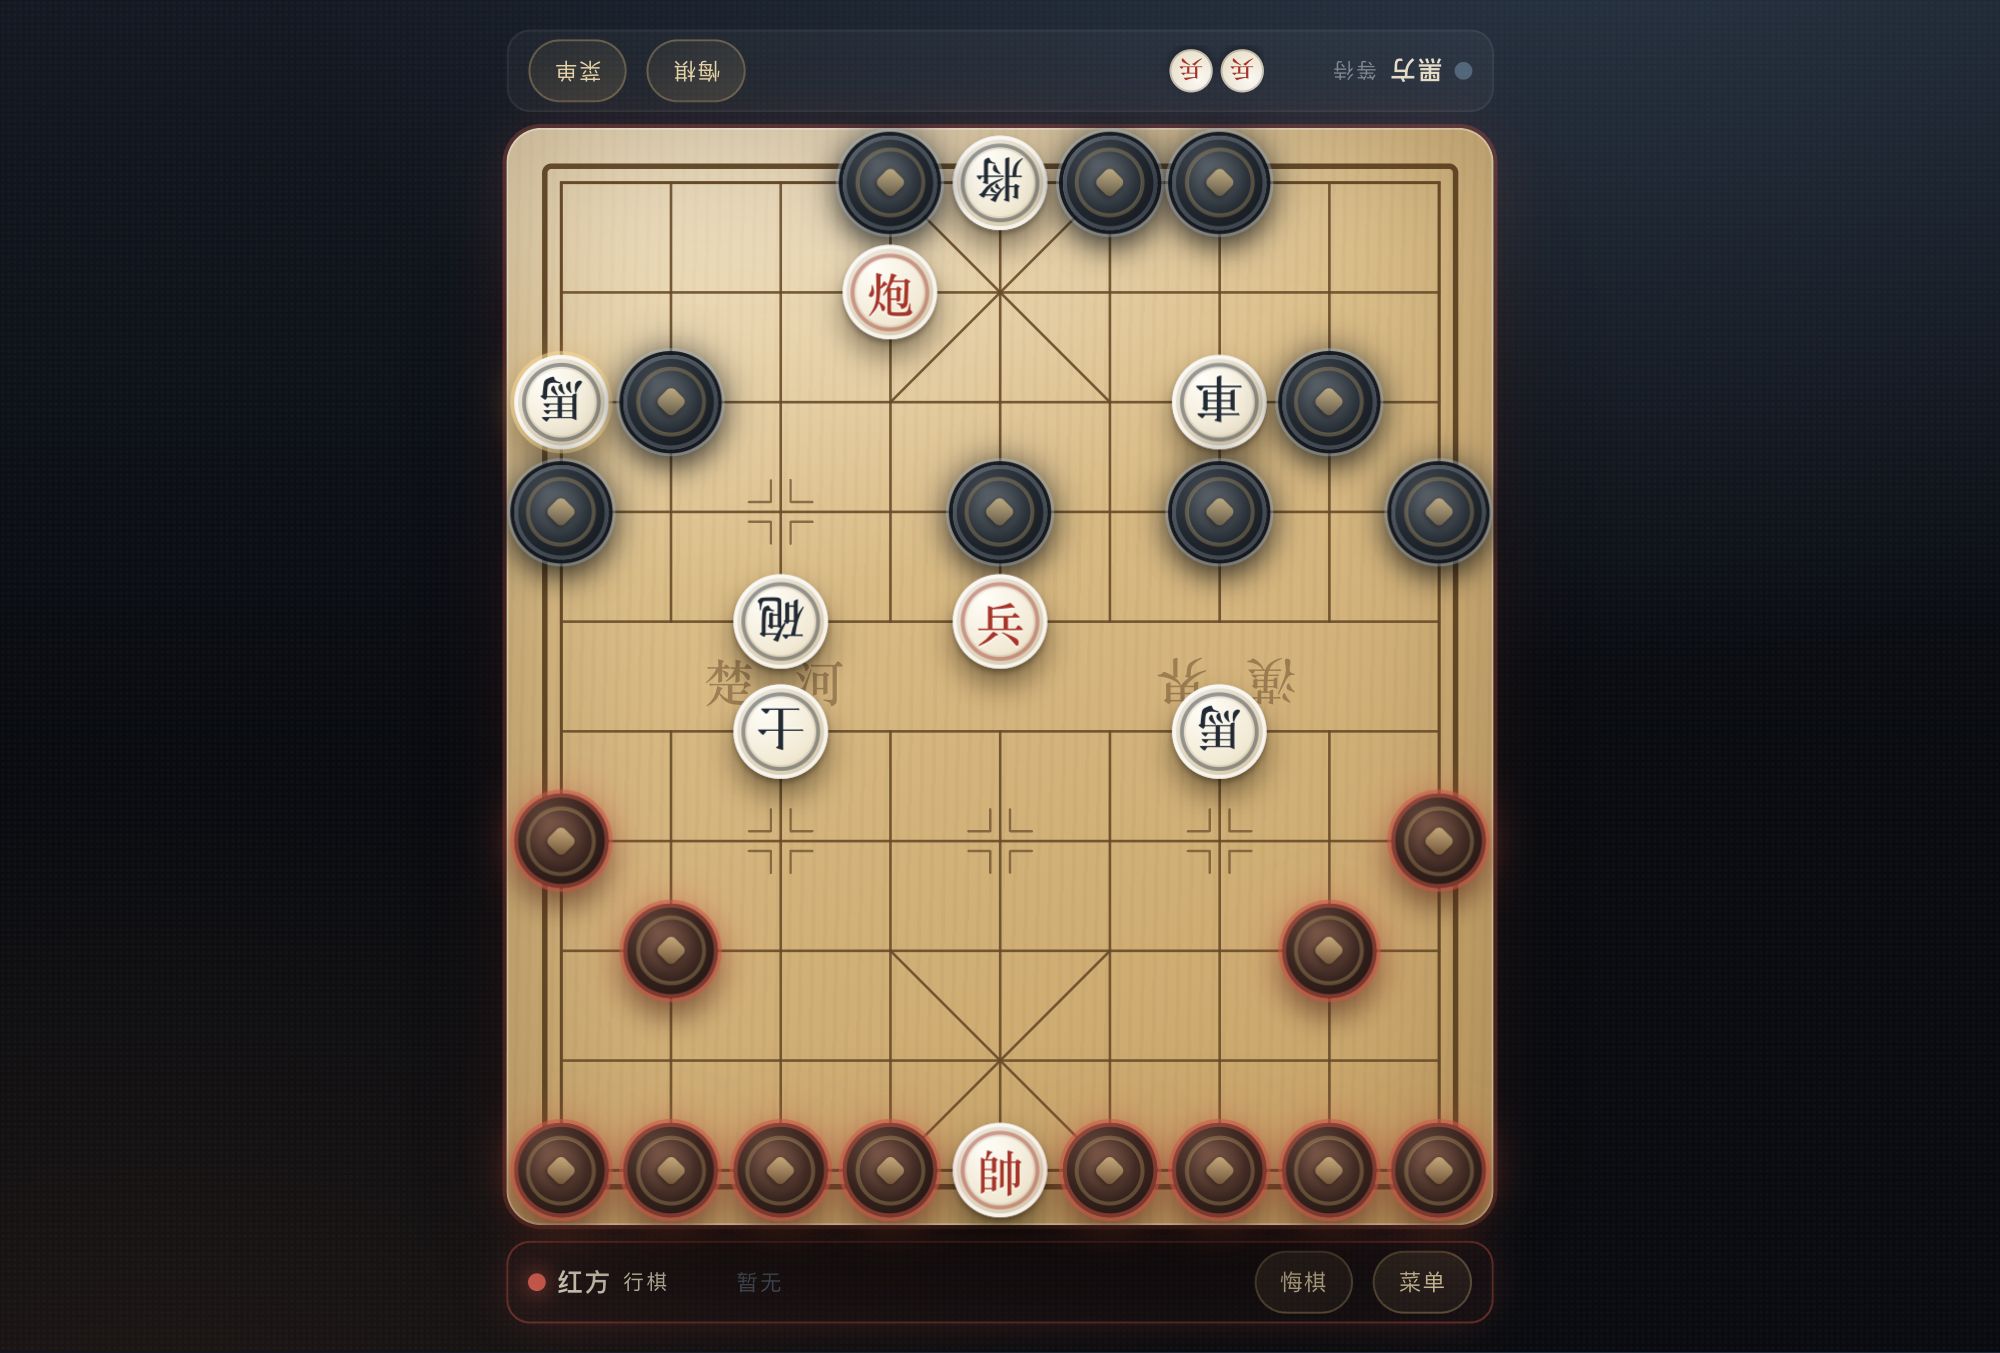 菜单 悔棋 兵 兵 等待 黑方
將
炮
馬 車
砲 兵
楚 河 漢 界
士 馬
帥
红方 行棋 暂无 悔棋 菜单